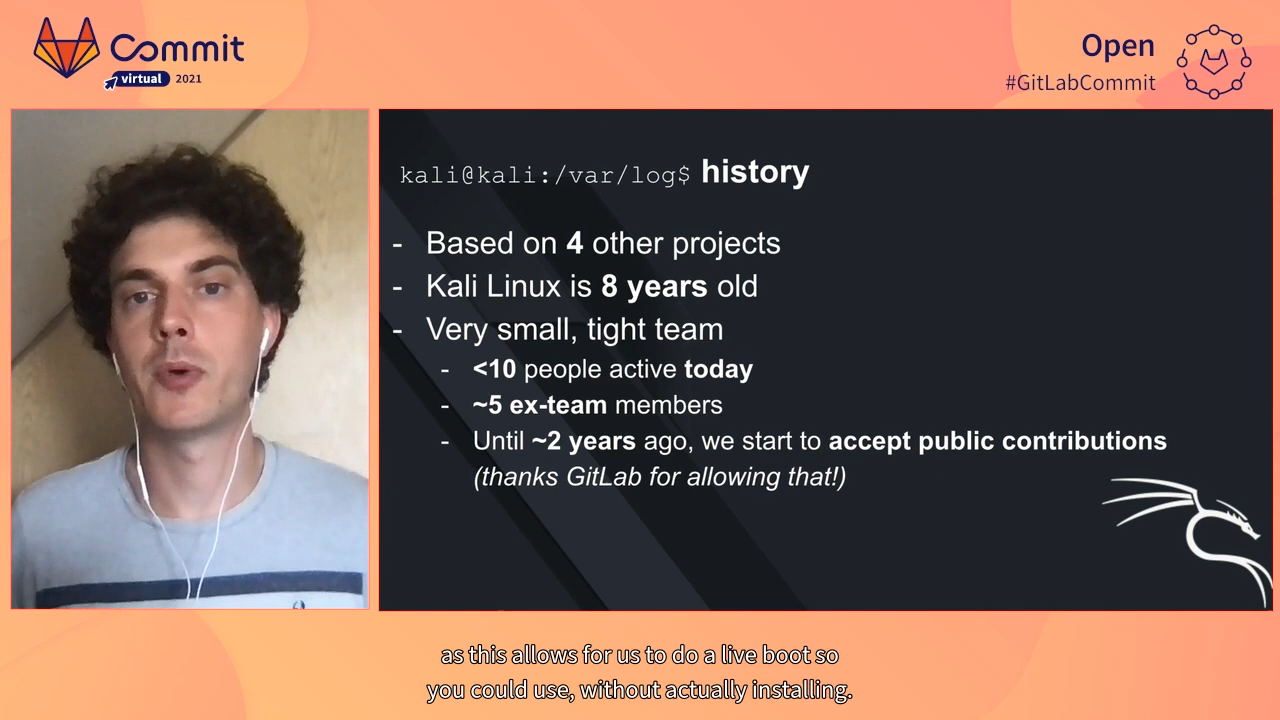 Commit
virtual 2021
Open
#GitLabCommit
kali@kali:/var/log$ history
- Based on 4 other projects
- Kali Linux is 8 years old
- Very small, tight team
- <10 people active today
- ~5 ex-team members
- Until ~2 years ago, we start to accept public contributions
(thanks GitLab for allowing that!)
as this allows for us to do a live boot so
you could use, without actually installing.